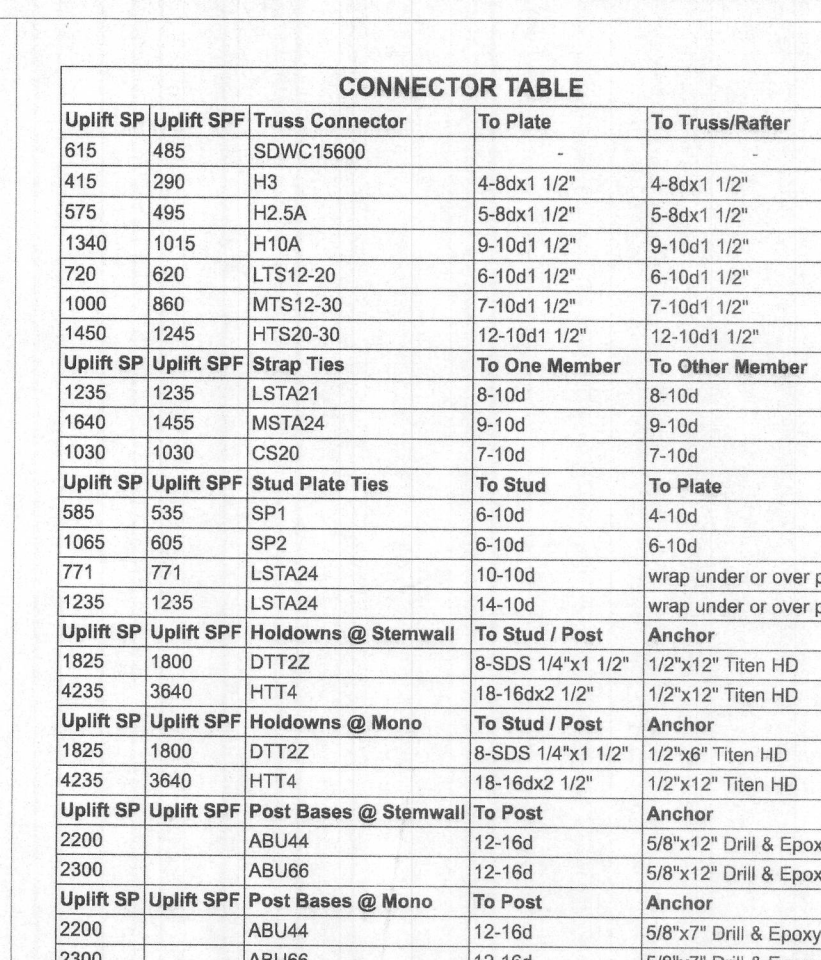 CONNECTOR TABLE
Uplift SP Uplift SPF Truss Connector To Plate To Truss/Rafter
615 485 SDWC15600 - -
415 290 H3 4-8dx1 1/2" 4-8dx1 1/2"
575 495 H2.5A 5-8dx1 1/2" 5-8dx1 1/2"
1340 1015 H10A 9-10d1 1/2" 9-10d1 1/2"
720 620 LTS12-20 6-10d1 1/2" 6-10d1 1/2"
1000 860 MTS12-30 7-10d1 1/2" 7-10d1 1/2"
1450 1245 HTS20-30 12-10d1 1/2" 12-10d1 1/2"
Uplift SP Uplift SPF Strap Ties To One Member To Other Member
1235 1235 LSTA21 8-10d 8-10d
1640 1455 MSTA24 9-10d 9-10d
1030 1030 CS20 7-10d 7-10d
Uplift SP Uplift SPF Stud Plate Ties To Stud To Plate
585 535 SP1 6-10d 4-10d
1065 605 SP2 6-10d 6-10d
771 771 LSTA24 10-10d wrap under or over p
1235 1235 LSTA24 14-10d wrap under or over p
Uplift SP Uplift SPF Holdowns @ Stemwall To Stud / Post Anchor
1825 1800 DTT2Z 8-SDS 1/4"x1 1/2" 1/2"x12" Titen HD
4235 3640 HTT4 18-16dx2 1/2" 1/2"x12" Titen HD
Uplift SP Uplift SPF Holdowns @ Mono To Stud / Post Anchor
1825 1800 DTT2Z 8-SDS 1/4"x1 1/2" 1/2"x6" Titen HD
4235 3640 HTT4 18-16dx2 1/2" 1/2"x12" Titen HD
Uplift SP Uplift SPF Post Bases @ Stemwall To Post Anchor
2200 ABU44 12-16d 5/8"x12" Drill & Epox
2300 ABU66 12-16d 5/8"x12" Drill & Epox
Uplift SP Uplift SPF Post Bases @ Mono To Post Anchor
2200 ABU44 12-16d 5/8"x7" Drill & Epoxy
2300 ABU66 12-16d